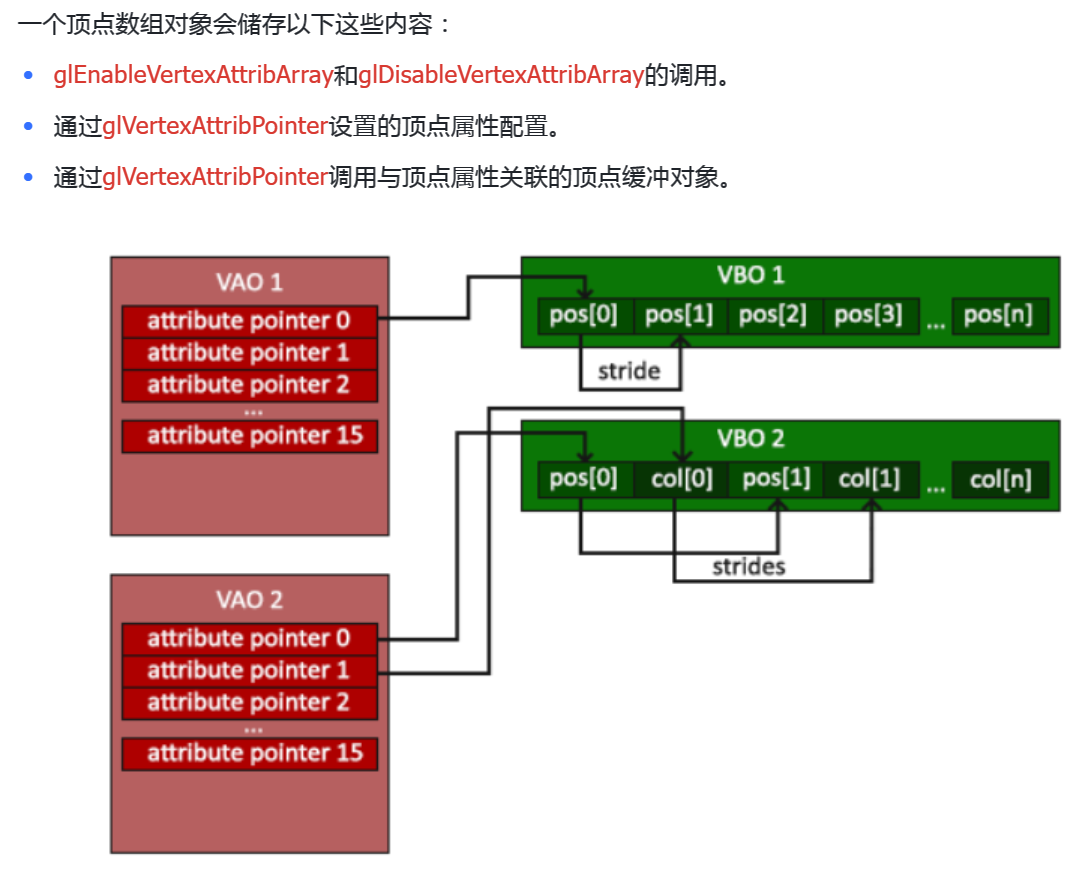 一个顶点数组对象会储存以下这些内容：
glEnableVertexAttribArray和glDisableVertexAttribArray的调用。
通过glVertexAttribPointer设置的顶点属性配置。
通过glVertexAttribPointer调用与顶点属性关联的顶点缓冲对象。
VAO 1
attribute pointer 0
attribute pointer 1
attribute pointer 2
...
attribute pointer 15
VBO 1
pos[0] pos[1] pos[2] pos[3] ... pos[n]
stride
VBO 2
pos[0] col[0] pos[1] col[1] ... col[n]
strides
VAO 2
attribute pointer 0
attribute pointer 1
attribute pointer 2
...
attribute pointer 15